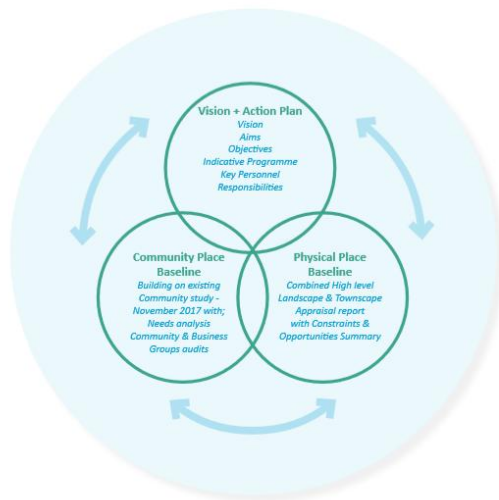 Vision + Action Plan
Vision
Aims
Objectives
Indicative Programme
Key Personnel
Responsibilities
Community Place
Baseline
Building on existing
Community study -
November 2017 with;
Needs analysis
Community & Business
Groups audits
Physical Place
Baseline
Combined High level
Landscape & Townscape
Appraisal report
with Constraints &
Opportunities Summary